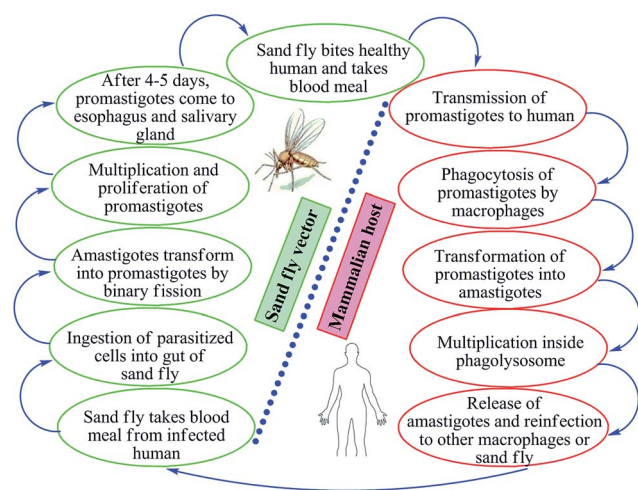 Sand fly bites healthy
human and takes
blood meal
Transmission of
promastigotes to human
Phagocytosis of
promastigotes by
macrophages
Transformation of
promastigotes into
amastigotes
Multiplication inside
phagolysosome
Release of
amastigotes and reinfection
to other macrophages or
sand fly
Sand fly takes blood
meal from infected
human
Ingestion of parasitized
cells into gut of
sand fly
Amastigotes transform
into promastigotes by
binary fission
Multiplication and
proliferation of
promastigotes
After 4-5 days,
promastigotes come to
esophagus and salivary
gland
Sand fly vector
Mammalian host